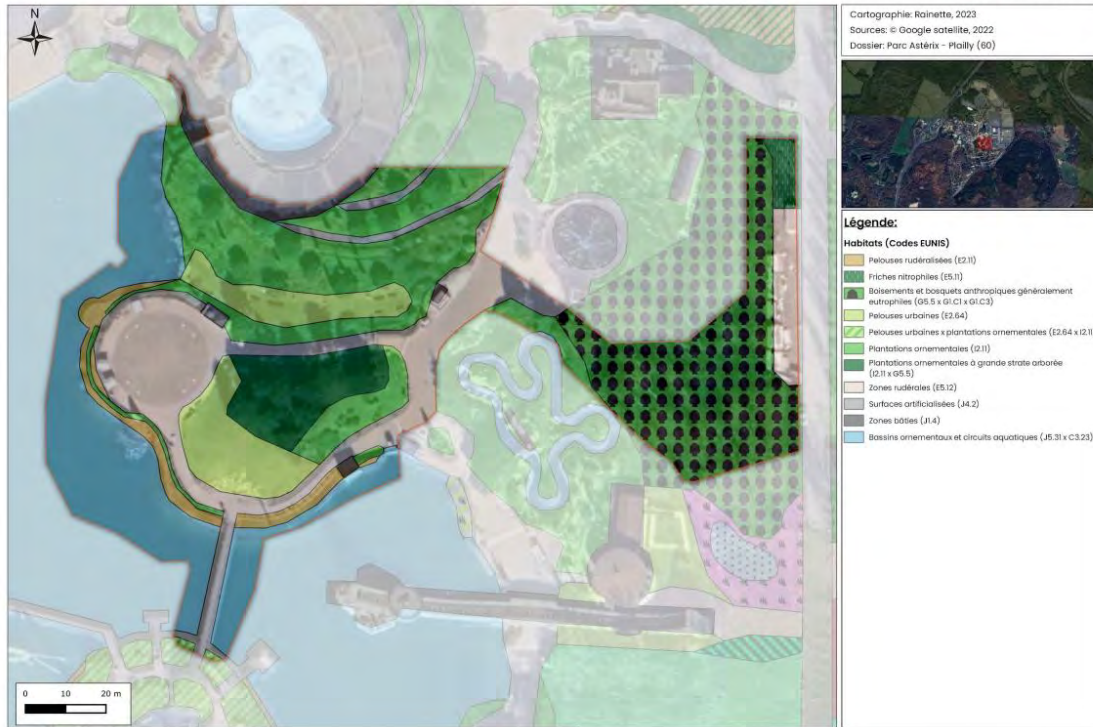 N
Cartographie: Rainette, 2023
Sources: © Google satellite, 2022
Dossier: Parc Astérix - Plailly (60)
Légende:
Habitats (Codes EUNIS)
Pelouses rudéralisées (E2.11)
Friches nitrophiles (E5.11)
Boisements et bosquets anthropiques généralement
eutrophiles (G5.5 x G1.C1 x G1.C3)
Pelouses urbaines (E2.64)
Pelouses urbaines x plantations ornementales (E2.64 x I2.11)
Plantations ornementales (I2.11)
Plantations ornementales à grande strate arborée
(I2.11 x G5.5)
Zones rudérales (E5.12)
Surfaces artificialisées (J4.2)
Zones bâties (J1.4)
Bassins ornementaux et circuits aquatiques (J5.31 x C3.23)
0 10 20 m